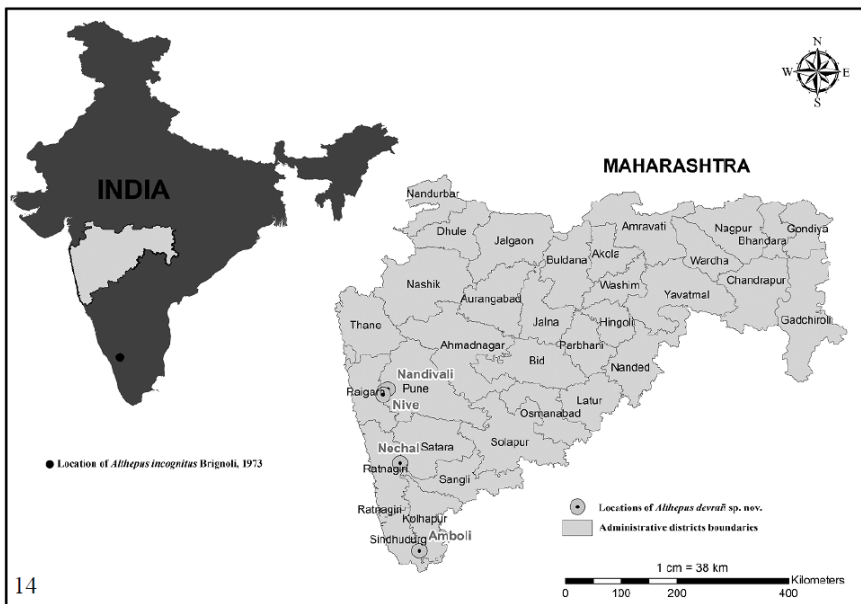 N
W E
S
INDIA
MAHARASHTRA
Nandurbar
Dhule
Jalgaon
Buldana
Akola
Amravati
Nagpur
Bhandara
Gondiya
Wardha
Chandrapur
Nashik
Aurangabad
Washim
Yavatmal
Gadchiroli
Thane
Jalna
Hingoli
Ahmadnagar
Parbhani
Bid
Nanded
Nandivali
Raigarh
Pune
Nive
Latur
Osmanabad
Solapur
Nechal
Satara
Ratnagiri
Sangli
Ratnagiri
Kolhapur
Sindhudurg
Amboli
● Location of Althepus incognitus Brignoli, 1973
Locations of Althepus devraii sp. nov.
Administrative districts boundaries
1 cm = 38 km
Kilometers
0 50 100 200 400
14